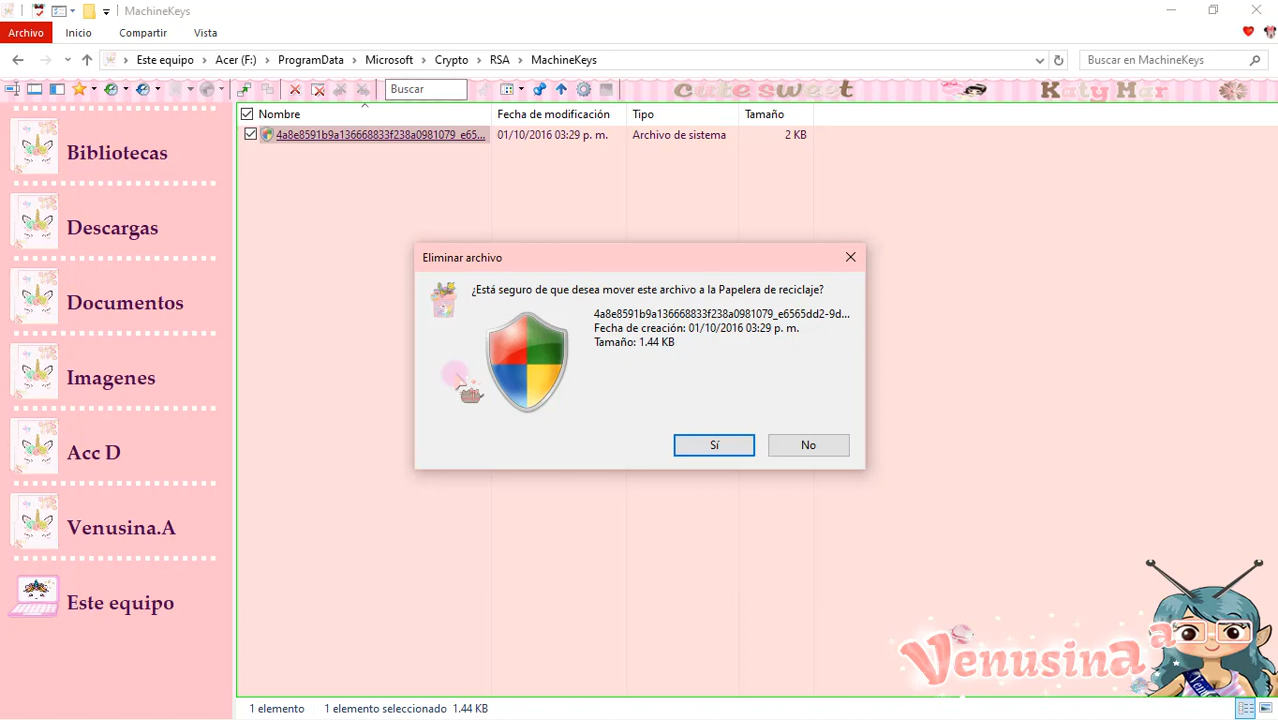 MachineKeys
Archivo Inicio Compartir Vista
Este equipo Acer (F:) ProgramData Microsoft Crypto RSA MachineKeys Buscar en MachineKeys
Buscar cute sweet Katy Mar
Nombre Fecha de modificación Tipo Tamaño
4a8e8591b9a136668833f238a0981079_e65... 01/10/2016 03:29 p. m. Archivo de sistema 2 KB
Bibliotecas
Descargas
Documentos
Imagenes
Acc D
Venusina.A
Este equipo
Eliminar archivo
¿Está seguro de que desea mover este archivo a la Papelera de reciclaje?
4a8e8591b9a136668833f238a0981079_e6565dd2-9d...
Fecha de creación: 01/10/2016 03:29 p. m.
Tamaño: 1.44 KB
Sí No
Venusina a
1 elemento 1 elemento seleccionado 1.44 KB